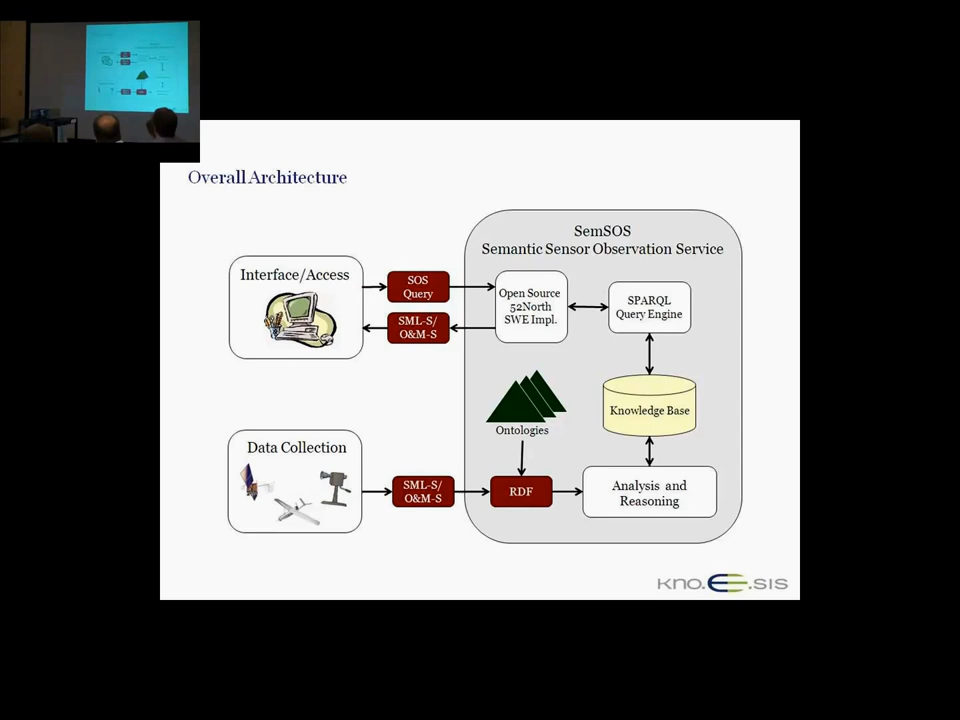 Overall Architecture
SemSOS
Semantic Sensor Observation Service
Interface/Access
SOS
Query
SML-S/
O&M-S
Open Source
52North
SWE Impl.
SPARQL
Query Engine
Ontologies
Knowledge Base
Data Collection
SML-S/
O&M-S
RDF
Analysis and
Reasoning
kno.e.sis